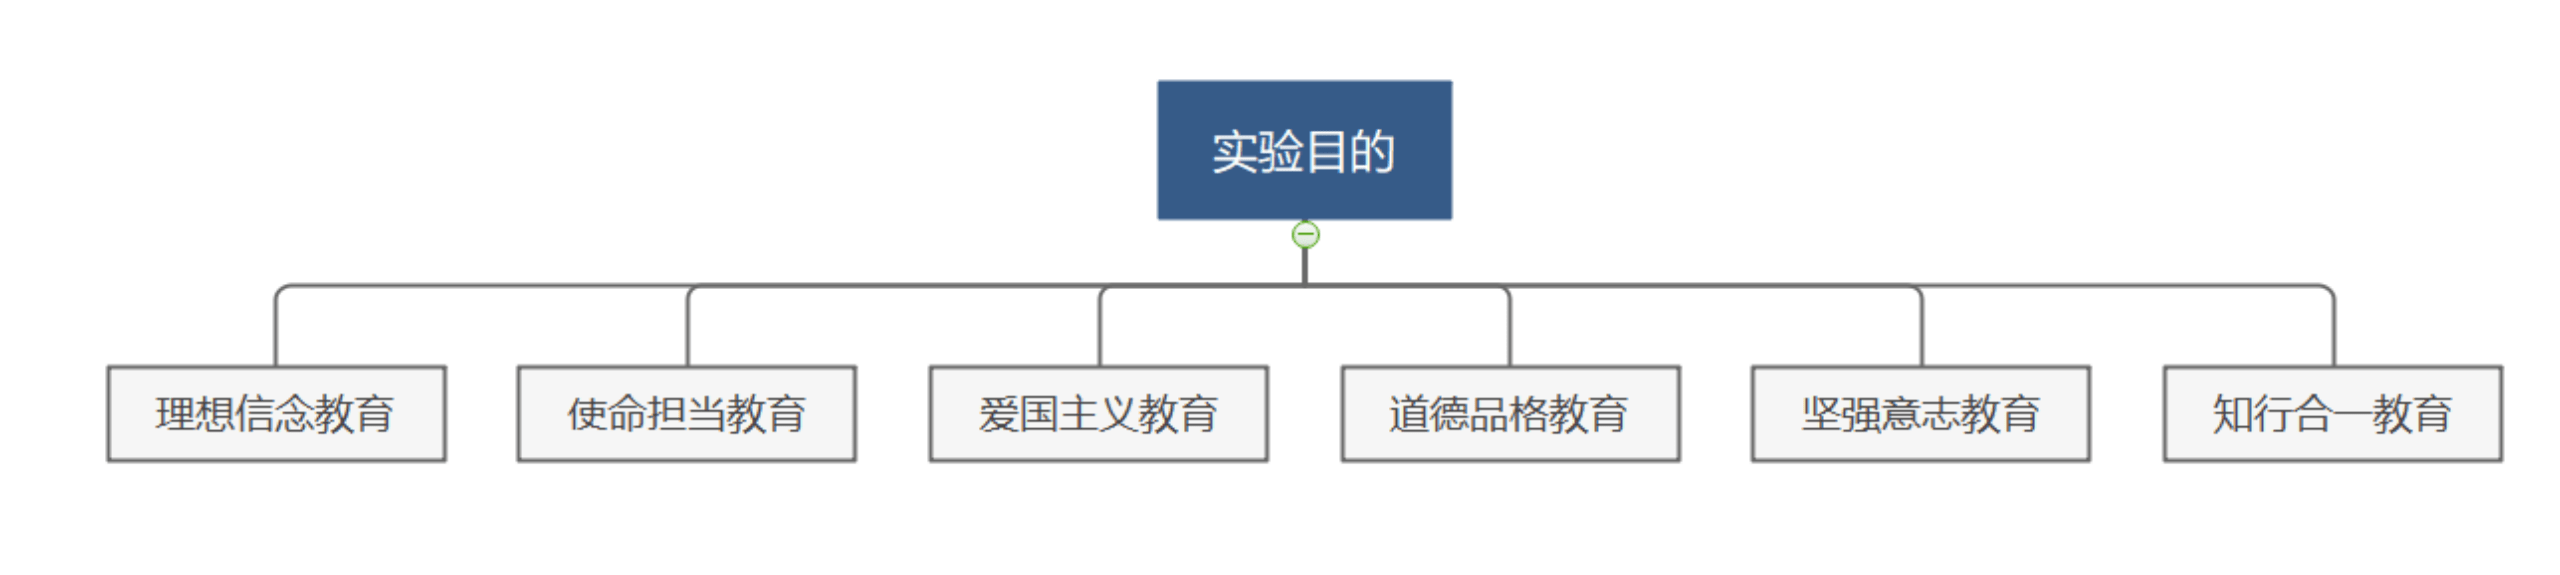 实验目的
理想信念教育
使命担当教育
爱国主义教育
道德品格教育
坚强意志教育
知行合一教育